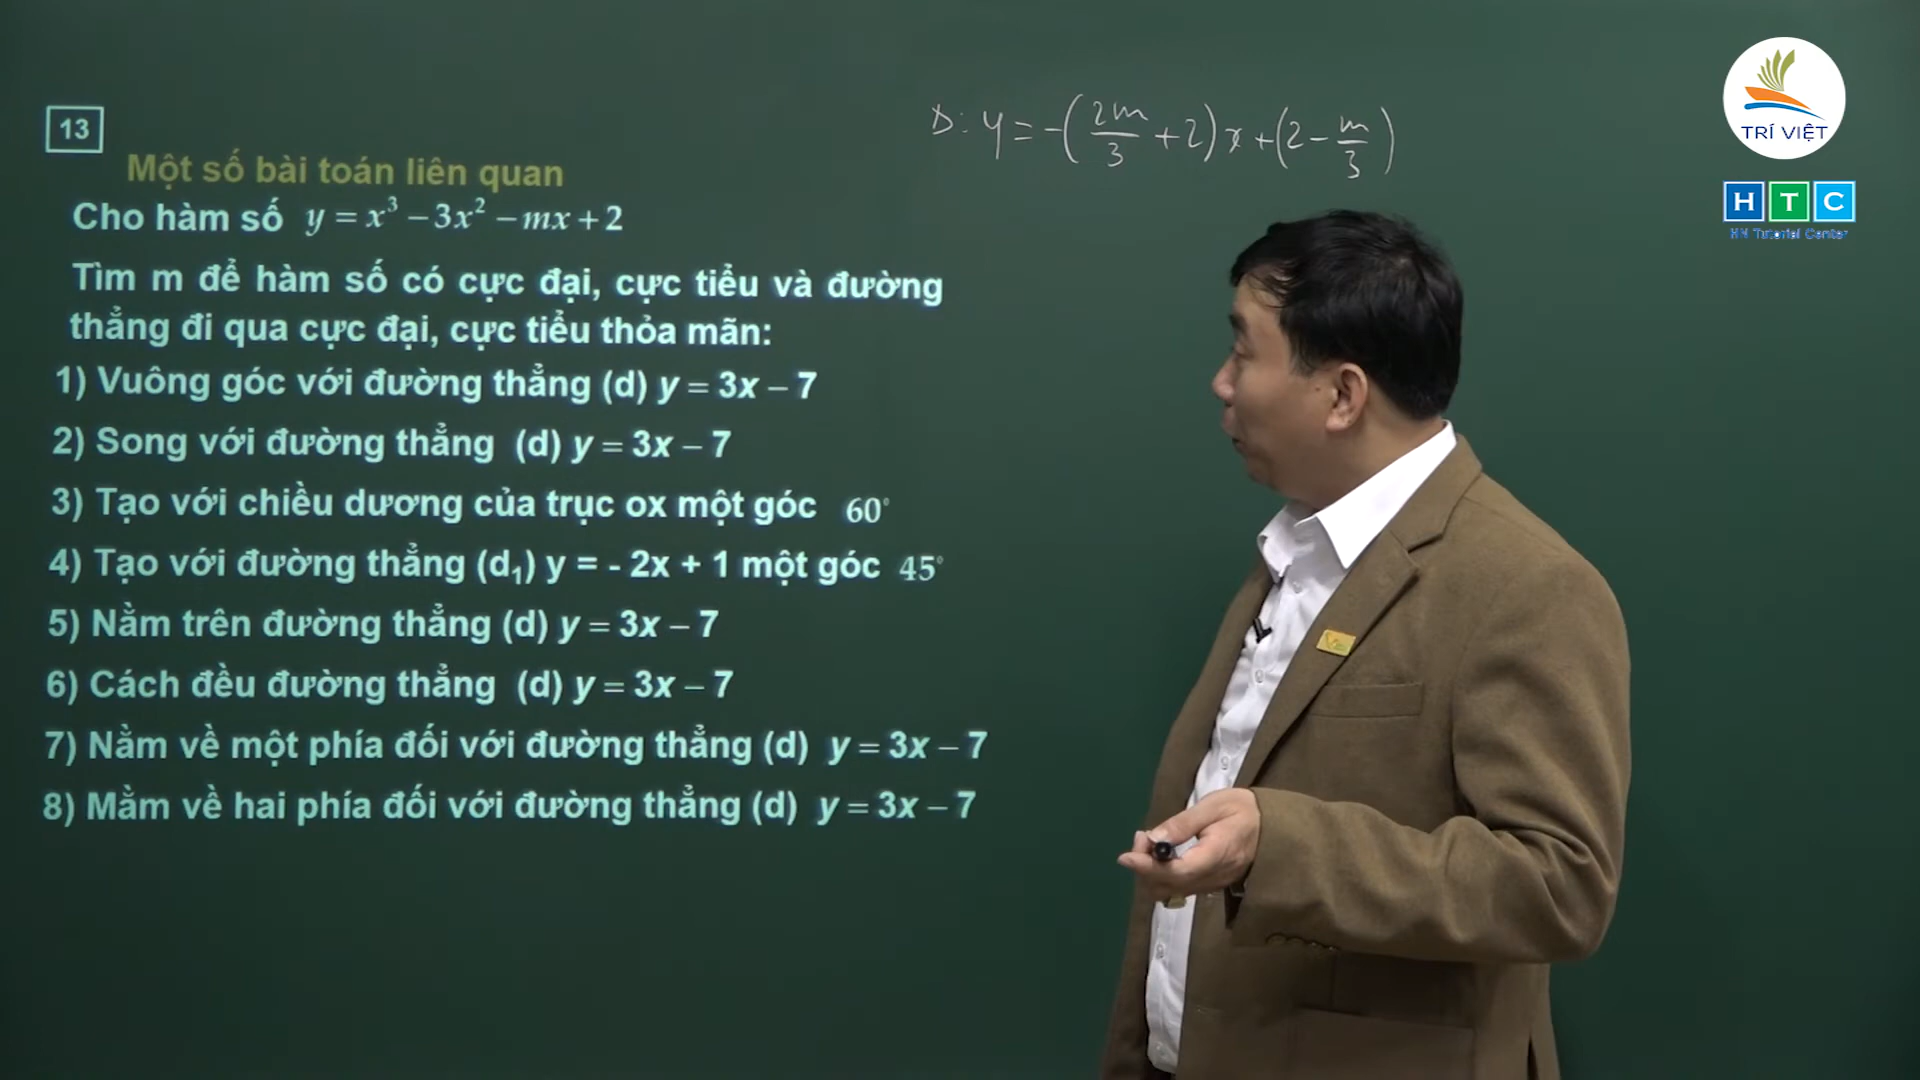 13
Một số bài toán liên quan
Cho hàm số y = x³ – 3x² – mx + 2
Tìm m để hàm số có cực đại, cực tiểu và đường
thẳng đi qua cực đại, cực tiểu thỏa mãn:
1) Vuông góc với đường thẳng (d) y = 3x – 7
2) Song với đường thẳng (d) y = 3x – 7
3) Tạo với chiều dương của trục ox một góc 60°
4) Tạo với đường thẳng (d₁) y = - 2x + 1 một góc 45°
5) Nằm trên đường thẳng (d) y = 3x – 7
6) Cách đều đường thẳng (d) y = 3x – 7
7) Nằm về một phía đối với đường thẳng (d) y = 3x – 7
8) Mằm về hai phía đối với đường thẳng (d) y = 3x – 7
D: y = -(2m/3 + 2)x + (2 - m/3)
TRÍ VIỆT
HTC
HN Tutorial Center